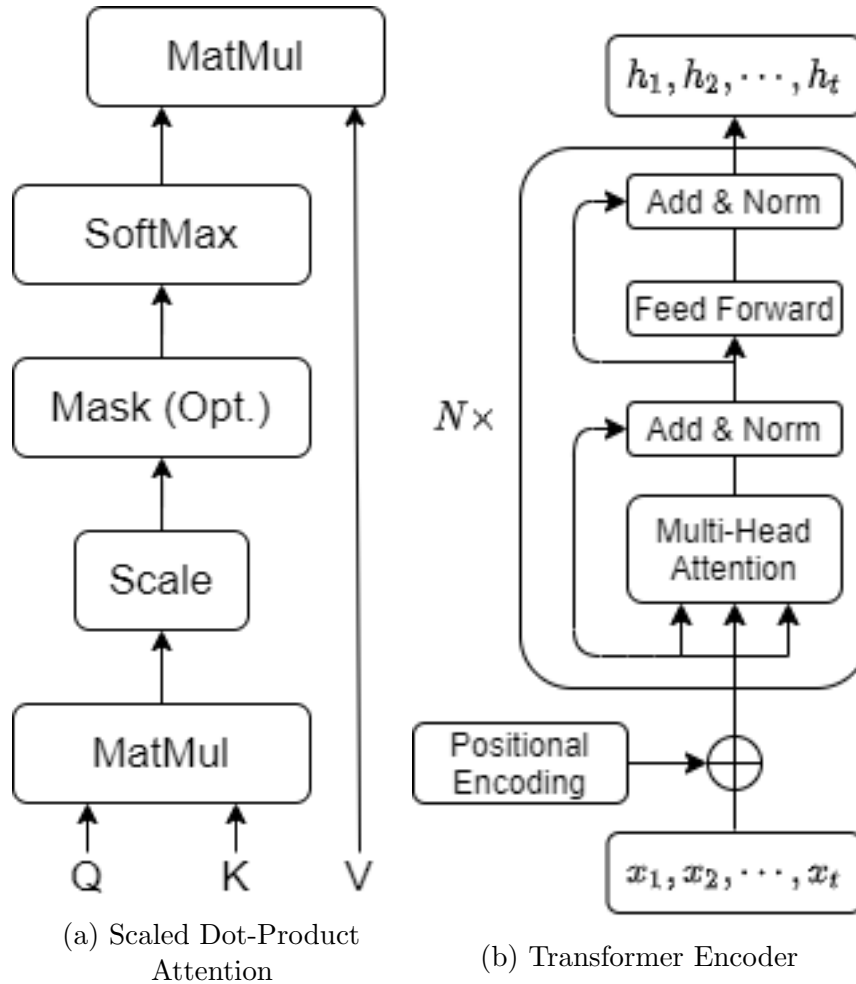 MatMul
SoftMax
Mask (Opt.)
Scale
MatMul
Q K V
(a) Scaled Dot-Product
Attention
h₁, h₂, ⋯, hₜ
Add & Norm
Feed Forward
N×
Add & Norm
Multi-Head
Attention
Positional
Encoding
x₁, x₂, ⋯, xₜ
(b) Transformer Encoder